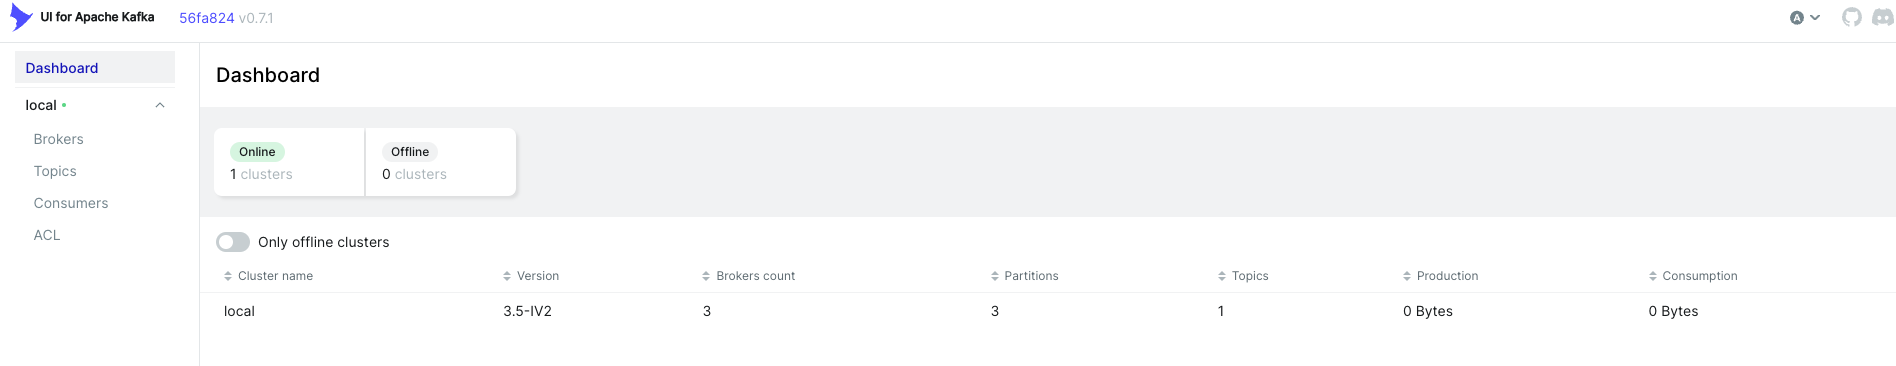 UI for Apache Kafka 56fa824 v0.7.1 A
Dashboard
local
Brokers
Topics
Consumers
ACL
Dashboard
Online
1 clusters
Offline
0 clusters
Only offline clusters
Cluster name Version Brokers count Partitions Topics Production Consumption
local 3.5-IV2 3 3 1 0 Bytes 0 Bytes